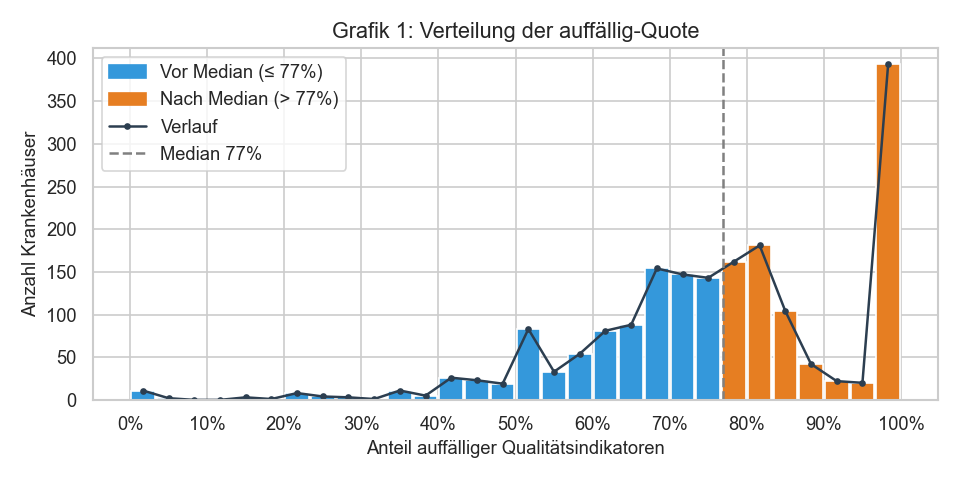 Grafik 1: Verteilung der auffällig-Quote
Vor Median (≤ 77%)
Nach Median (> 77%)
Verlauf
Median 77%
Anzahl Krankenhäuser
400
350
300
250
200
150
100
50
0
0% 10% 20% 30% 40% 50% 60% 70% 80% 90% 100%
Anteil auffälliger Qualitätsindikatoren